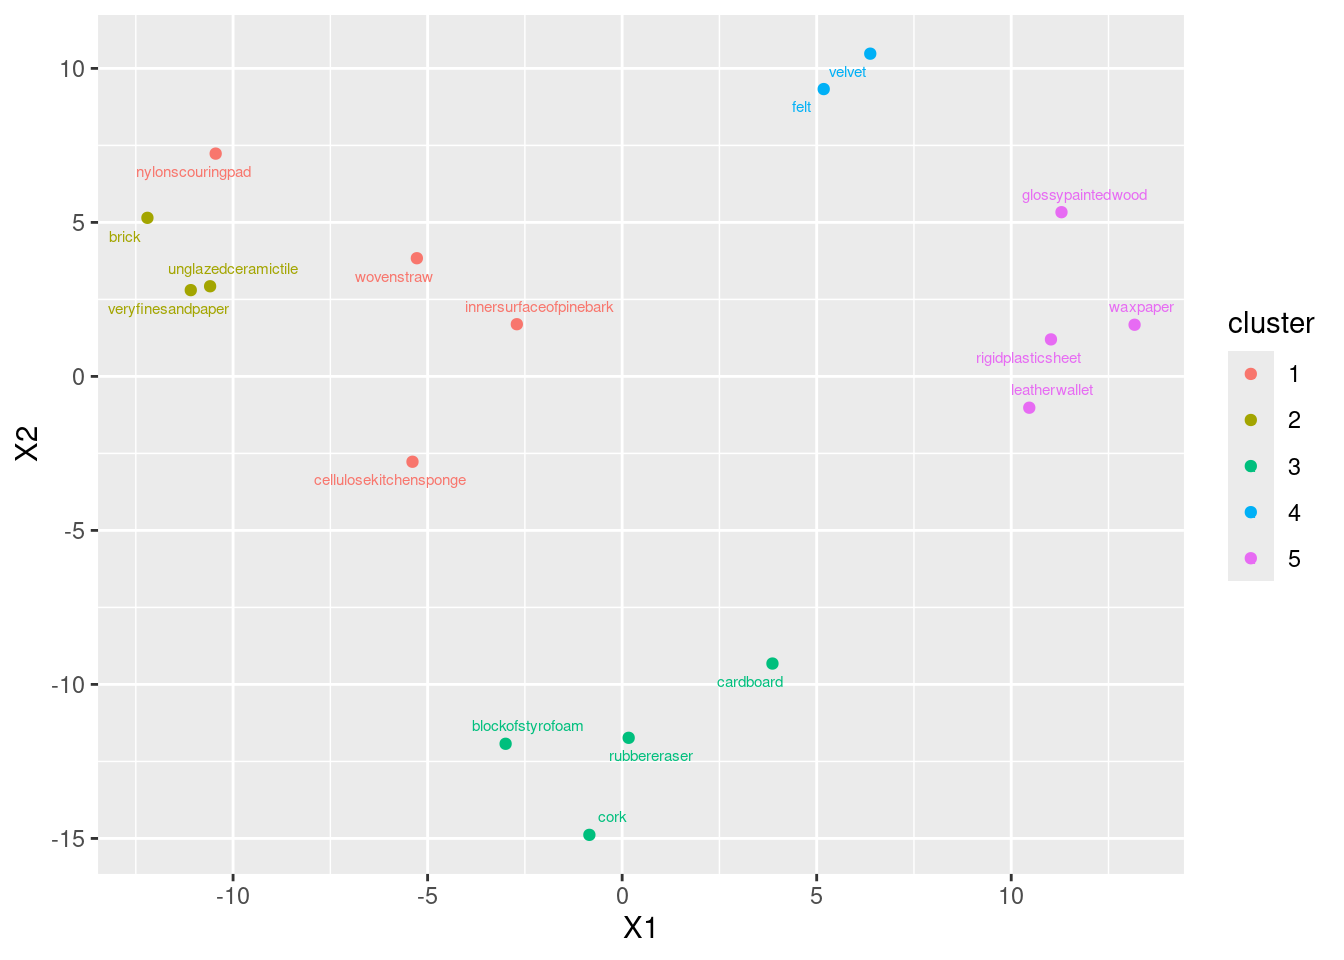 10
velvet
felt
nylonscouringpad
glossypaintedwood
5
brick
unglazedceramictile
wovenstraw
veryfinesandpaper
innersurfaceofpinebark
waxpaper
rigidplasticsheet
0
leatherwallet
cellulosekitchensponge
-5
-10
cardboard
blockofstyrofoam
rubbereraser
cork
-15
-10 -5 0 5 10
X1
X2
cluster
1
2
3
4
5